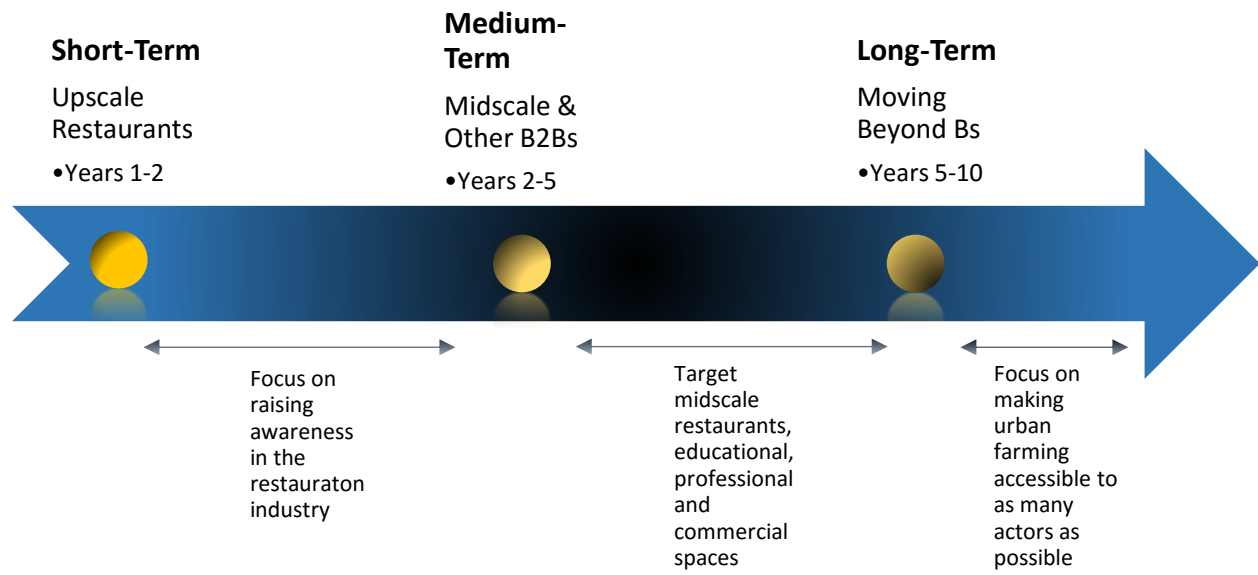 Short-Term
Upscale
Restaurants
•Years 1-2
Medium-
Term
Midscale &
Other B2Bs
•Years 2-5
Long-Term
Moving
Beyond Bs
•Years 5-10
Focus on
raising
awareness
in the
restauraton
industry
Target
midscale
restaurants,
educational,
professional
and
commercial
spaces
Focus on
making
urban
farming
accessible to
as many
actors as
possible